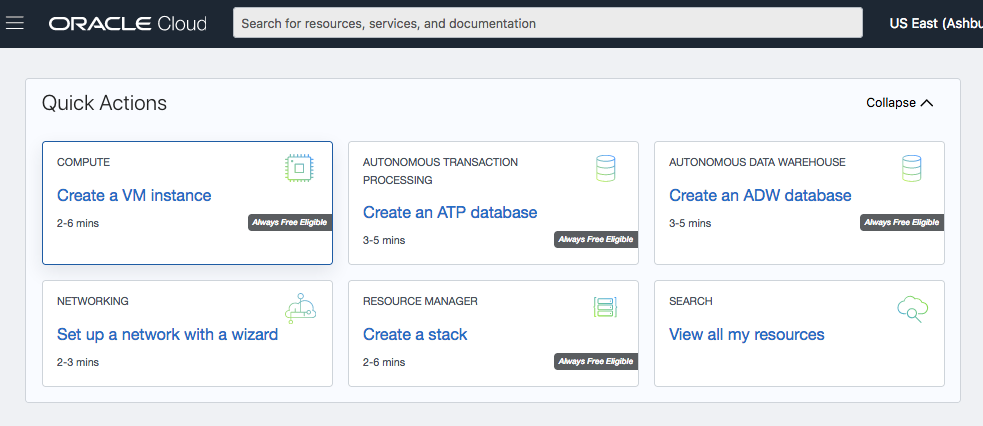 ORACLE Cloud
Search for resources, services, and documentation
US East (Ashbu
Quick Actions
Collapse
COMPUTE
Create a VM instance
2-6 mins
Always Free Eligible
AUTONOMOUS TRANSACTION
PROCESSING
Create an ATP database
3-5 mins
Always Free Eligible
AUTONOMOUS DATA WAREHOUSE
Create an ADW database
3-5 mins
Always Free Eligible
NETWORKING
Set up a network with a wizard
2-3 mins
RESOURCE MANAGER
Create a stack
2-6 mins
Always Free Eligible
SEARCH
View all my resources